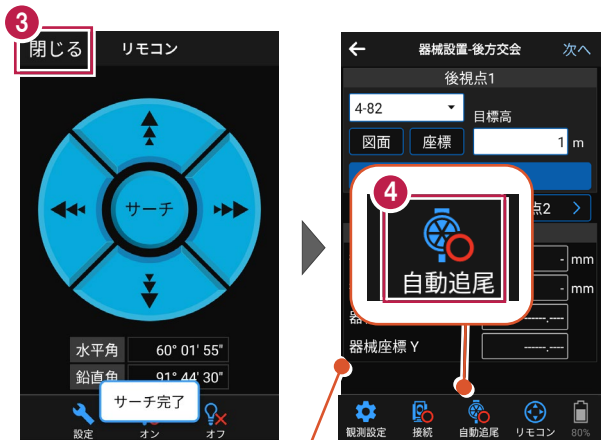 3
閉じる
リモコン
サーチ
水平角 60° 01' 55"
鉛直角 91° 44' 30"
サーチ完了
設定 オン オフ
器械設置-後方交会 次へ
後視点1
4-82
目標高
図面 座標 1 m
4
点2
自動追尾
- mm
- mm
------.----
器械座標 Y ------.----
観測設定 接続 自動追尾 リモコン 80%